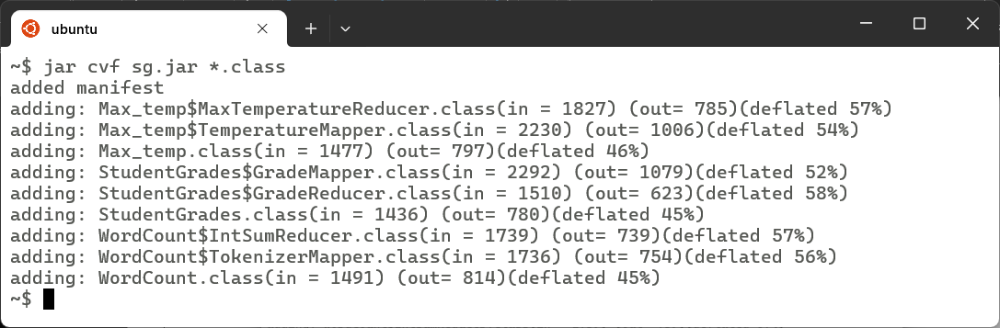 ubuntu
~$ jar cvf sg.jar *.class
added manifest
adding: Max_temp$MaxTemperatureReducer.class(in = 1827) (out= 785)(deflated 57%)
adding: Max_temp$TemperatureMapper.class(in = 2230) (out= 1006)(deflated 54%)
adding: Max_temp.class(in = 1477) (out= 797)(deflated 46%)
adding: StudentGrades$GradeMapper.class(in = 2292) (out= 1079)(deflated 52%)
adding: StudentGrades$GradeReducer.class(in = 1510) (out= 623)(deflated 58%)
adding: StudentGrades.class(in = 1436) (out= 780)(deflated 45%)
adding: WordCount$IntSumReducer.class(in = 1739) (out= 739)(deflated 57%)
adding: WordCount$TokenizerMapper.class(in = 1736) (out= 754)(deflated 56%)
adding: WordCount.class(in = 1491) (out= 814)(deflated 45%)
~$